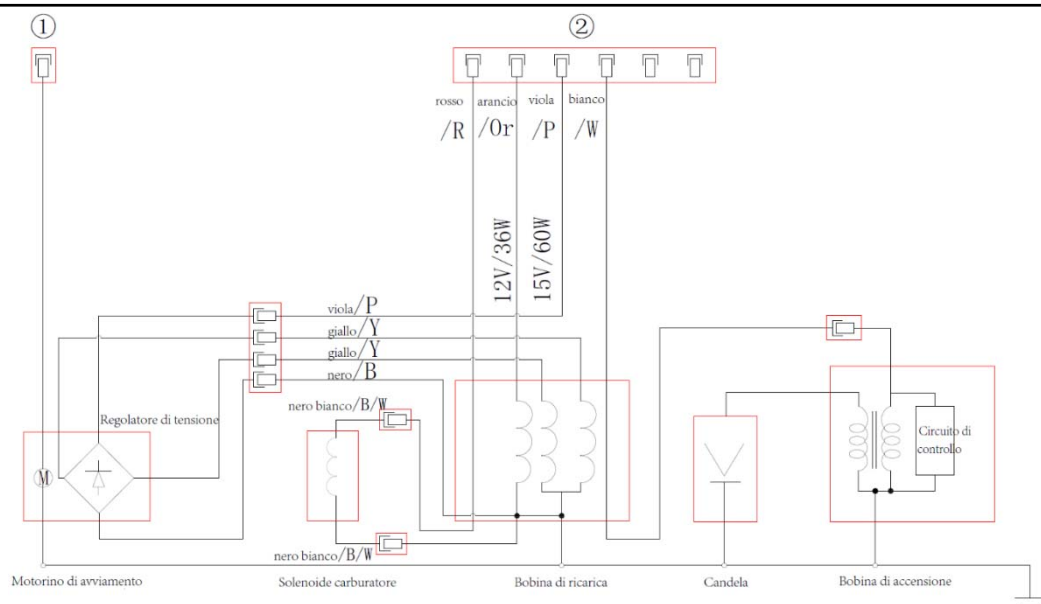 ① ②
rosso arancio viola bianco
/R /Or /P /W
12V/36W 15V/60W
viola/P
giallo/Y
giallo/Y
nero/B
nero bianco/B/W
Regolatore di tensione
Circuito di
controllo
M
nero bianco/B/W
Motorino di avviamento Solenoide carburatore Bobina di ricarica Candela Bobina di accensione